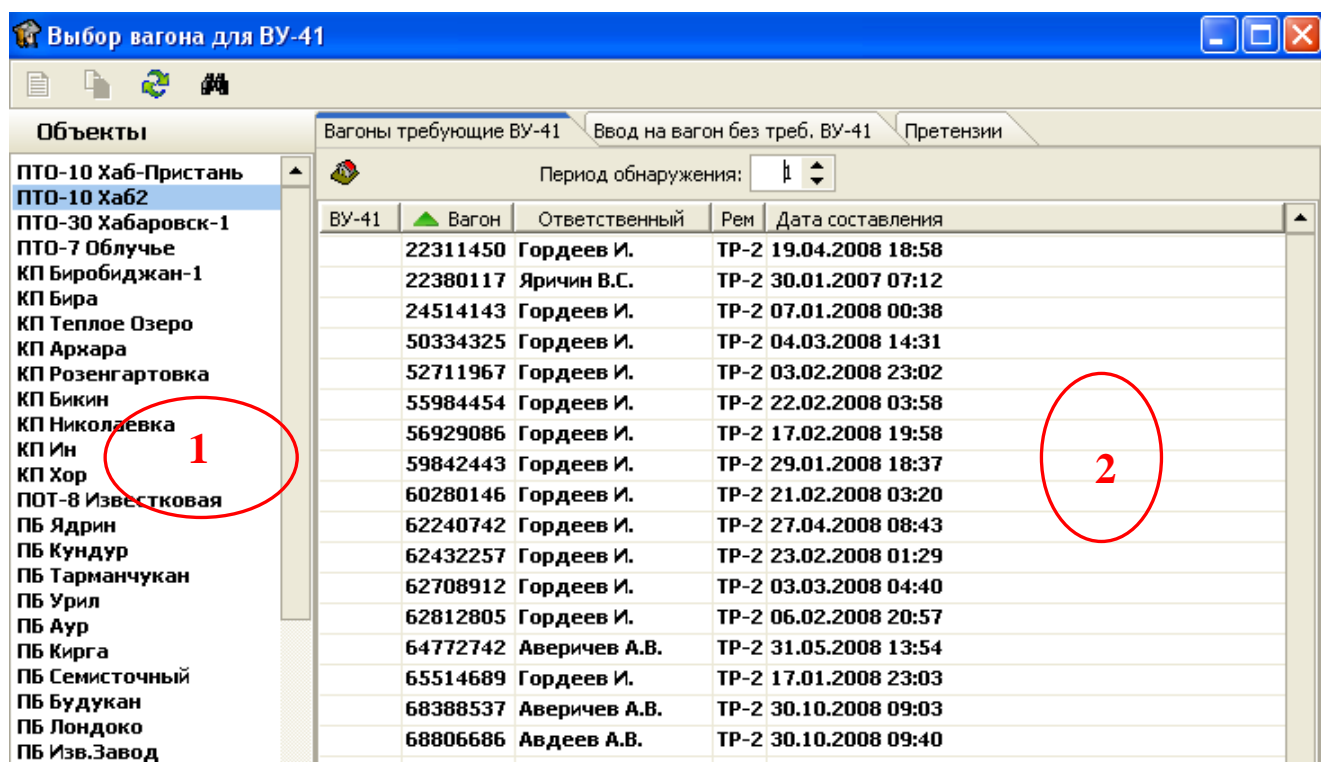 Выбор вагона для ВУ-41
Объекты
ПТО-10 Хаб-Пристань
ПТО-10 Хаб2
ПТО-30 Хабаровск-1
ПТО-7 Облучье
КП Биробиджан-1
КП Бира
КП Теплое Озеро
КП Архара
КП Розенгартовка
КП Бикин
КП Николаевка
КП Ин
КП Хор
ПОТ-8 Известковая
ПБ Ядрин
ПБ Кундур
ПБ Тарманчукан
ПБ Урил
ПБ Аур
ПБ Кирга
ПБ Семисточный
ПБ Будукан
ПБ Лондоко
ПБ Изв.Завод
1
Вагоны требующие ВУ-41 Ввод на вагон без треб. ВУ-41 Претензии
Период обнаружения: 1
ВУ-41 Вагон Ответственный Рем Дата составления
22311450 Гордеев И. ТР-2 19.04.2008 18:58
22380117 Яричин В.С. ТР-2 30.01.2007 07:12
24514143 Гордеев И. ТР-2 07.01.2008 00:38
50334325 Гордеев И. ТР-2 04.03.2008 14:31
52711967 Гордеев И. ТР-2 03.02.2008 23:02
55984454 Гордеев И. ТР-2 22.02.2008 03:58
56929086 Гордеев И. ТР-2 17.02.2008 19:58
59842443 Гордеев И. ТР-2 29.01.2008 18:37
60280146 Гордеев И. ТР-2 21.02.2008 03:20
62240742 Гордеев И. ТР-2 27.04.2008 08:43
62432257 Гордеев И. ТР-2 23.02.2008 01:29
62708912 Гордеев И. ТР-2 03.03.2008 04:40
62812805 Гордеев И. ТР-2 06.02.2008 20:57
64772742 Аверичев А.В. ТР-2 31.05.2008 13:54
65514689 Гордеев И. ТР-2 17.01.2008 23:03
68388537 Аверичев А.В. ТР-2 30.10.2008 09:03
68806686 Авдеев А.В. ТР-2 30.10.2008 09:40
2